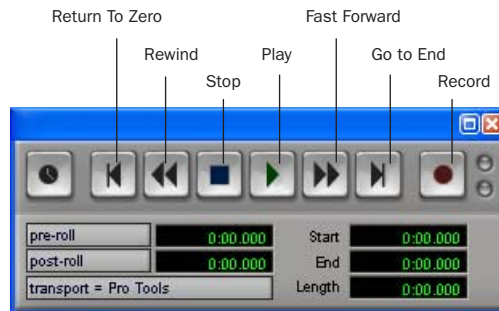 Return To Zero
Fast Forward
Rewind
Play
Go to End
Stop
Record
pre-roll
0:00.000
Start
0:00.000
post-roll
0:00.000
End
0:00.000
transport = Pro Tools
Length
0:00.000